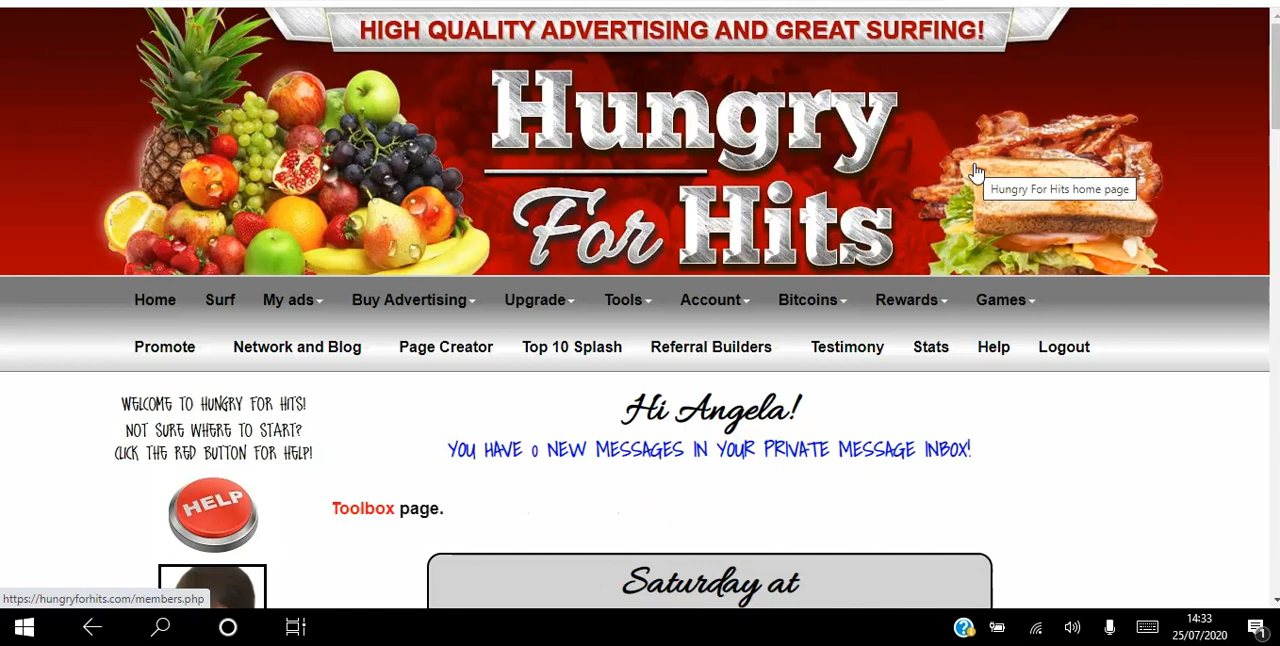 HIGH QUALITY ADVERTISING AND GREAT SURFING!
Hungry
For Hits
Hungry For Hits home page
Home Surf My ads Buy Advertising Upgrade Tools Account Bitcoins Rewards Games
Promote Network and Blog Page Creator Top 10 Splash Referral Builders Testimony Stats Help Logout
WELCOME TO HUNGRY FOR HITS!
NOT SURE WHERE TO START?
CLICK THE RED BUTTON FOR HELP!
HELP
Hi Angela!
YOU HAVE 0 NEW MESSAGES IN YOUR PRIVATE MESSAGE INBOX!
Toolbox page.
Saturday at
https://hungryforhits.com/members.php
14:33
25/07/2020
1